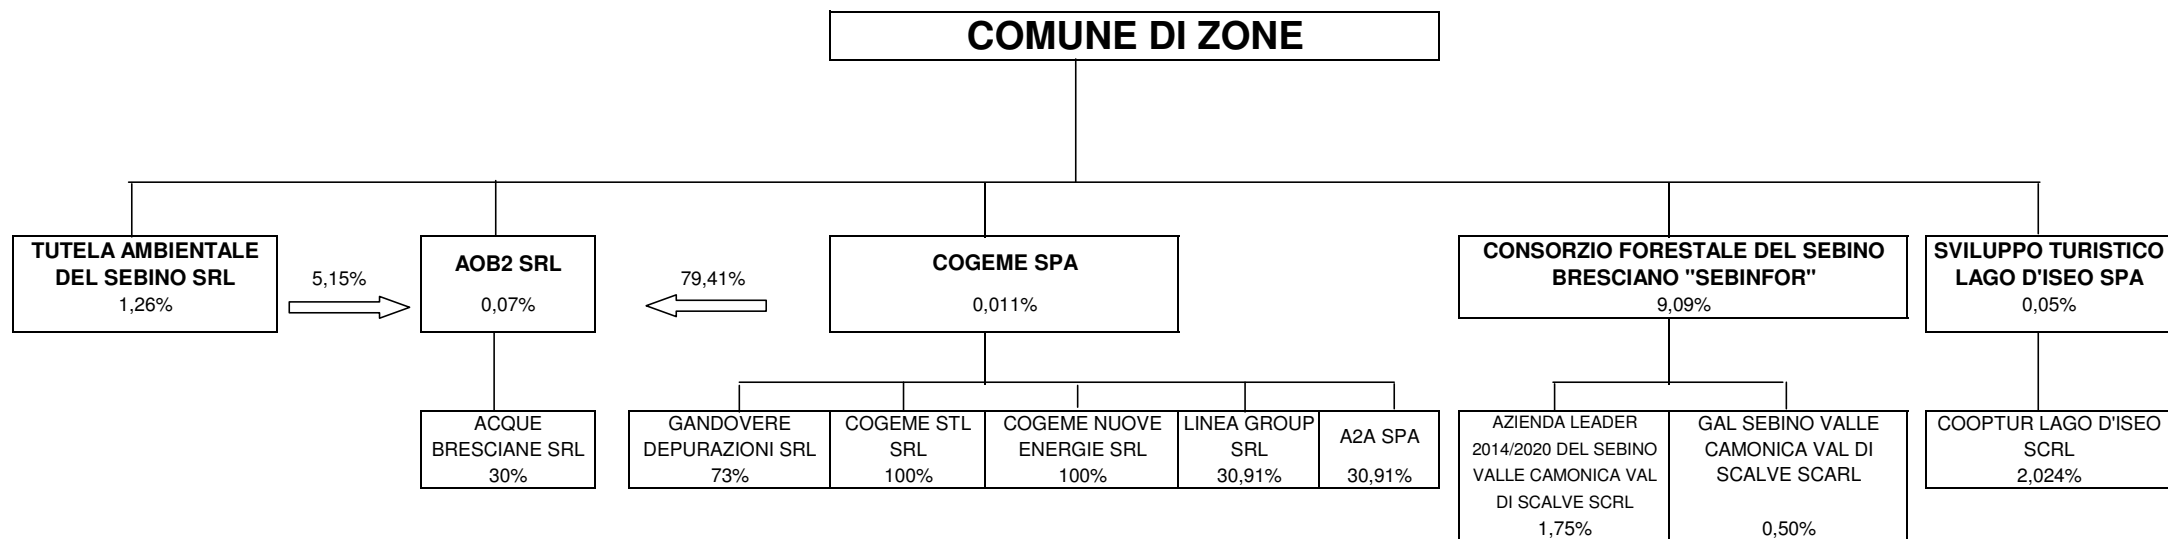 COMUNE DI ZONE
TUTELA AMBIENTALE
DEL SEBINO SRL
1,26%
5,15%
AOB2 SRL
0,07%
79,41%
COGEME SPA
0,011%
CONSORZIO FORESTALE DEL SEBINO
BRESCIANO "SEBINFOR"
9,09%
SVILUPPO TURISTICO
LAGO D'ISEO SPA
0,05%
ACQUE
BRESCIANE SRL
30%
GANDOVERE
DEPURAZIONI SRL
73%
COGEME STL
SRL
100%
COGEME NUOVE
ENERGIE SRL
100%
LINEA GROUP
SRL
30,91%
A2A SPA
30,91%
AZIENDA LEADER
2014/2020 DEL SEBINO
VALLE CAMONICA VAL
DI SCALVE SCRL
1,75%
GAL SEBINO VALLE
CAMONICA VAL DI
SCALVE SCARL
0,50%
COOPTUR LAGO D'ISEO
SCRL
2,024%